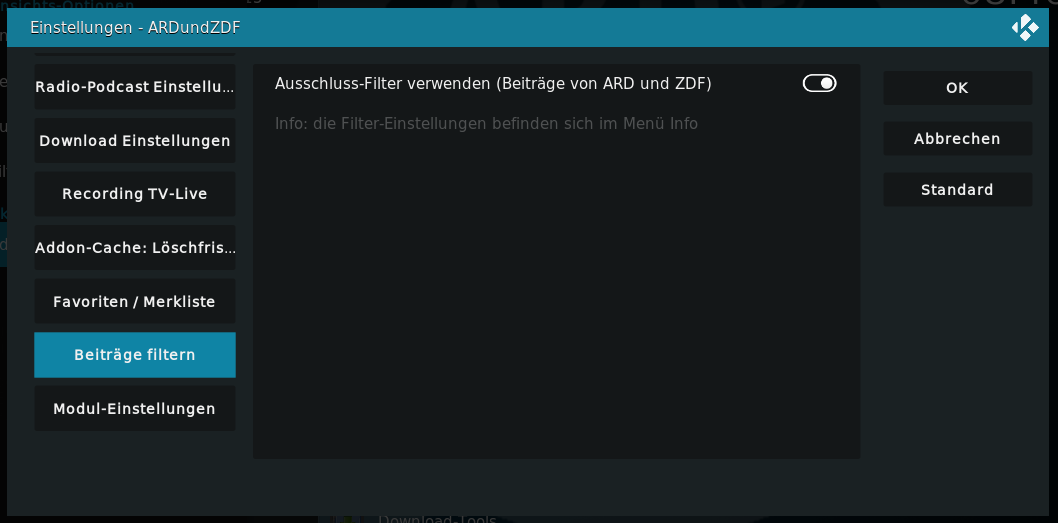 Einstellungen - ARDundZDF
Radio-Podcast Einstellu...
Download Einstellungen
Recording TV-Live
Addon-Cache: Löschfris...
Favoriten / Merkliste
Beiträge filtern
Modul-Einstellungen
Ausschluss-Filter verwenden (Beiträge von ARD und ZDF)
Info: die Filter-Einstellungen befinden sich im Menü Info
OK
Abbrechen
Standard
Download-Tools